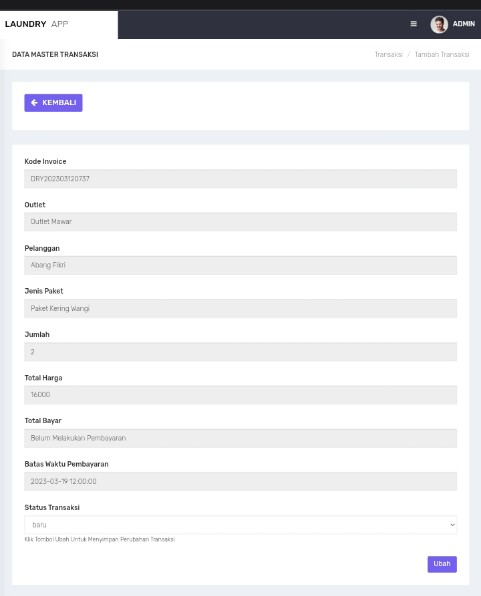 LAUNDRY APP
ADMIN
DATA MASTER TRANSAKSI
Transaksi / Tambah Transaksi
KEMBALI
Kode Invoice
DRY202303120737
Outlet
Outlet Mawar
Pelanggan
Abang Fikri
Jenis Paket
Paket Kering Wangi
Jumlah
2
Total Harga
16000
Total Bayar
Belum Melakukan Pembayaran
Batas Waktu Pembayaran
2023-03-19 12:00:00
Status Transaksi
baru
Klik Tombol Ubah Untuk Menyimpan Perubahan Transaksi
Ubah